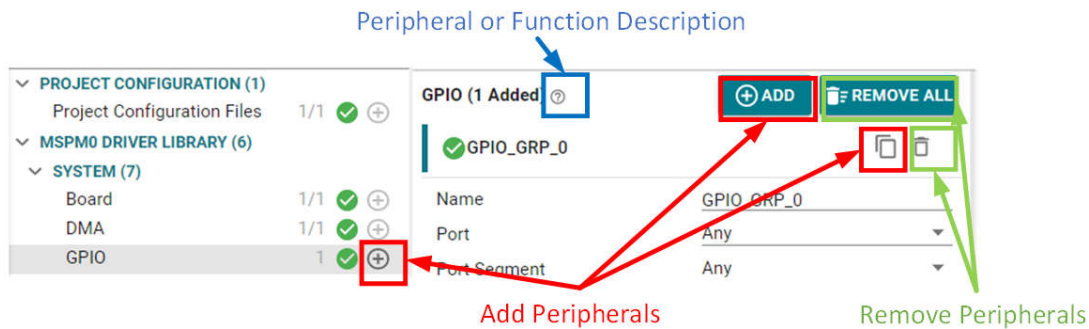 Peripheral or Function Description
PROJECT CONFIGURATION (1)
Project Configuration Files 1/1
MSPM0 DRIVER LIBRARY (6)
SYSTEM (7)
Board 1/1
DMA 1/1
GPIO 1
GPIO (1 Added)
ADD
REMOVE ALL
GPIO_GRP_0
Name GPIO_GRP_0
Port Any
Port Segment Any
Add Peripherals
Remove Peripherals